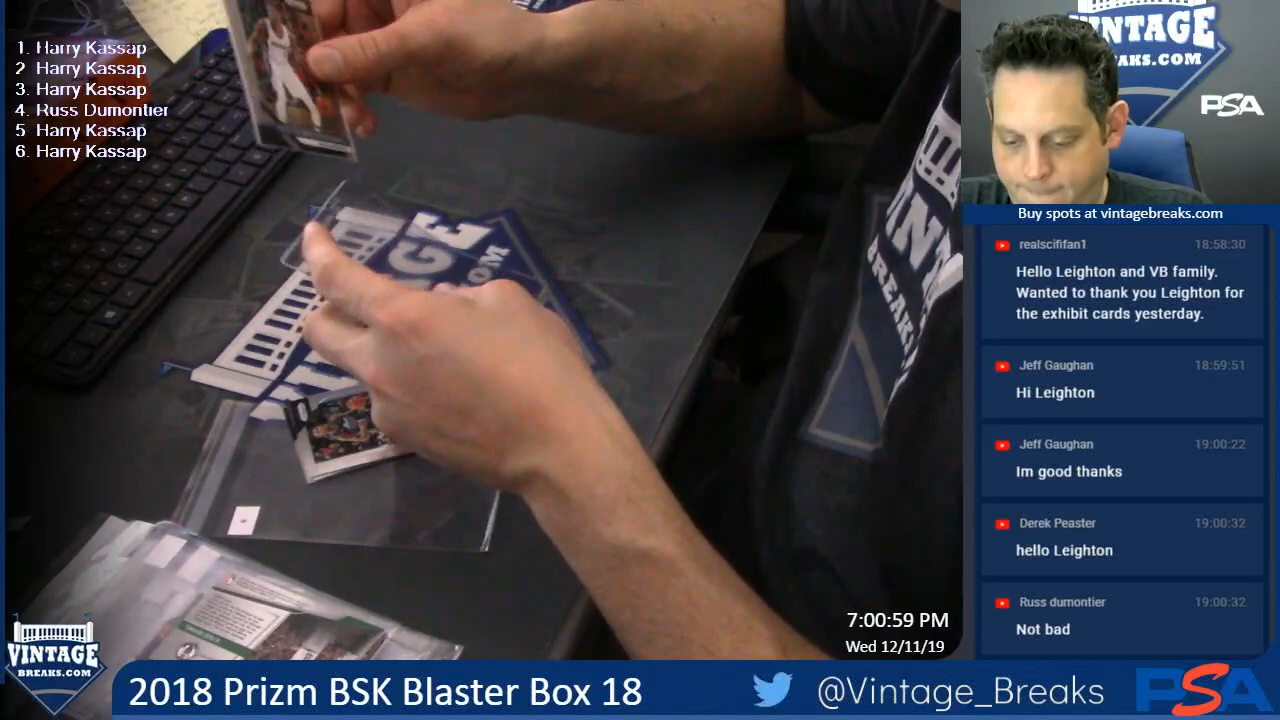 1. Harry Kassap
2 Harry Kassap
3. Harry Kassap
4. Russ Dumontier
5 Harry Kassap
6. Harry Kassap
VINTAGE
BREAKS.COM
PSA
Buy spots at vintagebreaks.com
realscififan1 18:58:30
Hello Leighton and VB family.
Wanted to thank you Leighton for
the exhibit cards yesterday.
Jeff Gaughan 18:59:51
Hi Leighton
Jeff Gaughan 19:00:22
Im good thanks
Derek Peaster 19:00:32
hello Leighton
Russ dumontier 19:00:32
Not bad
7:00:59 PM
Wed 12/11/19
VINTAGE
BREAKS.COM
2018 Prizm BSK Blaster Box 18
@Vintage_Breaks
PSA